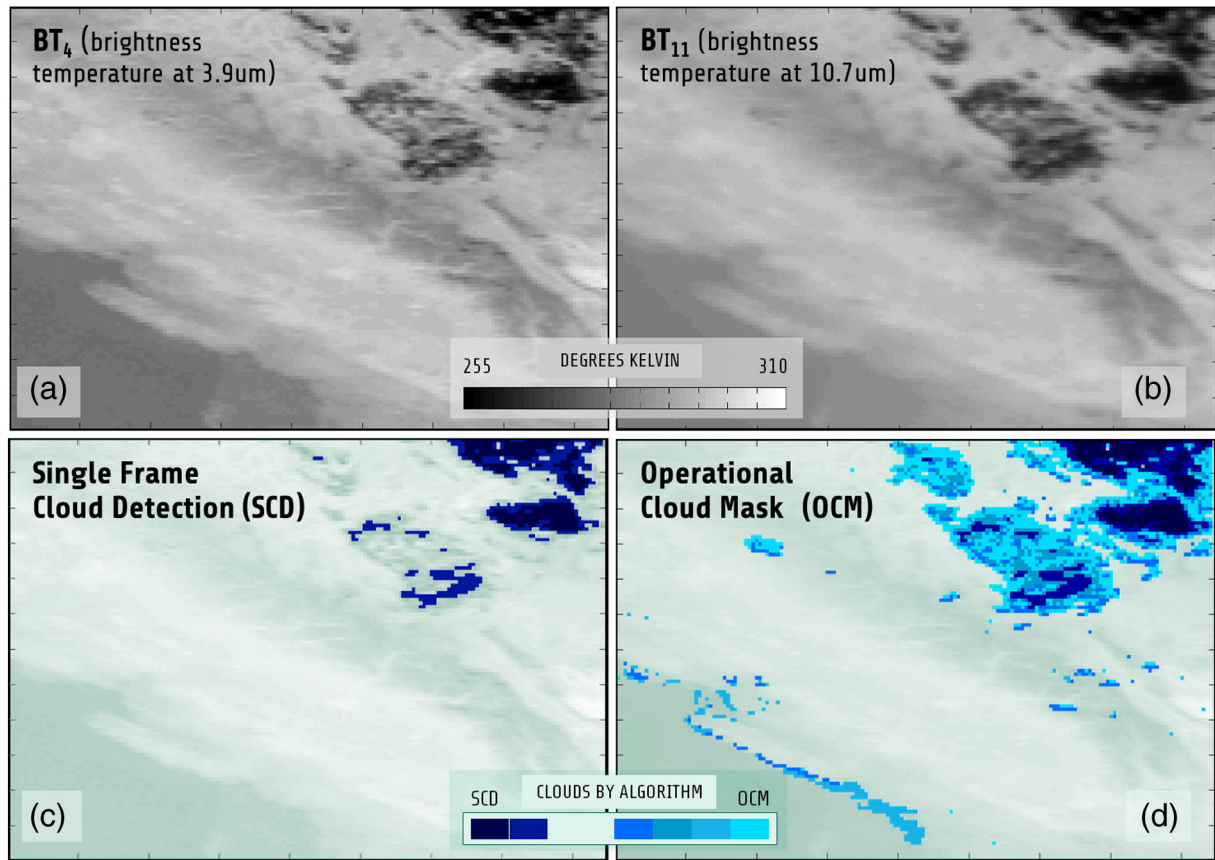 BT4 (brightness
temperature at 3.9um)
BT11 (brightness
temperature at 10.7um)
255
DEGREES KELVIN
310
(a)
(b)
Single Frame
Cloud Detection (SCD)
Operational
Cloud Mask (OCM)
SCD
CLOUDS BY ALGORITHM
OCM
(c)
(d)